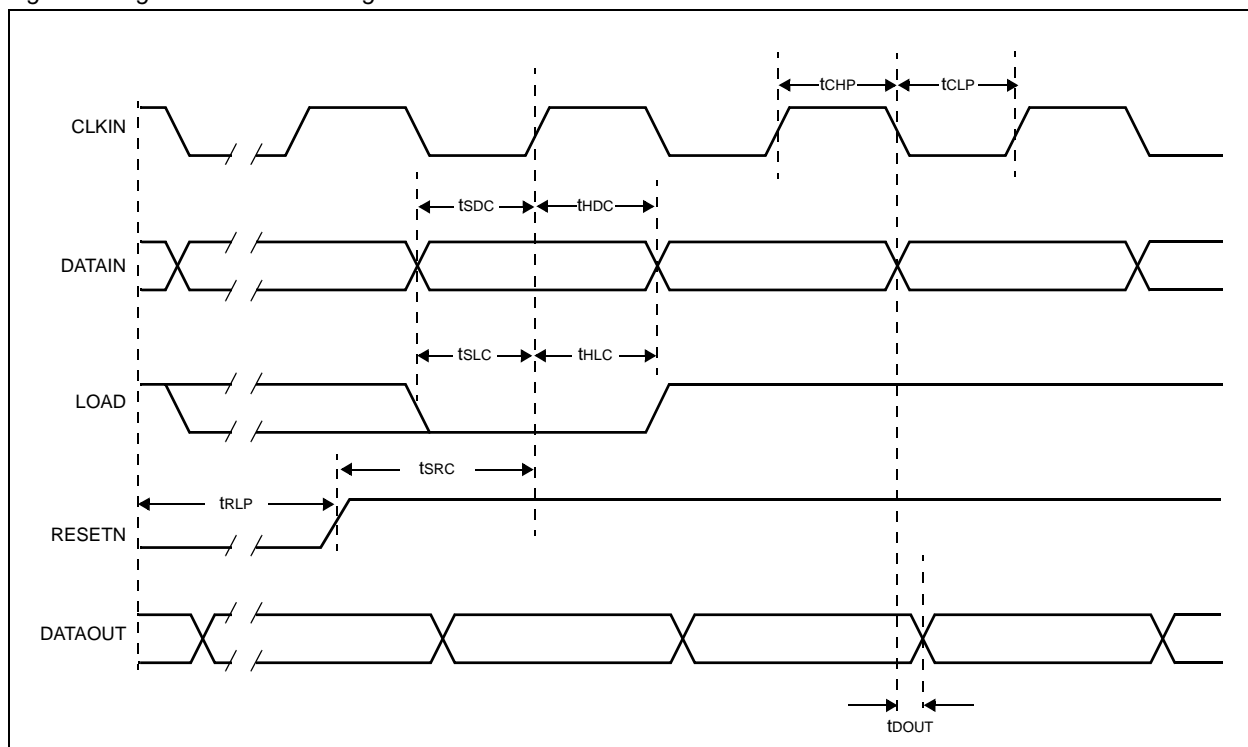 tCHP tCLP
CLKIN
tSDC tHDC
DATAIN
tSLC tHLC
LOAD
tSRC
tRLP
RESETN
DATAOUT
tDOUT